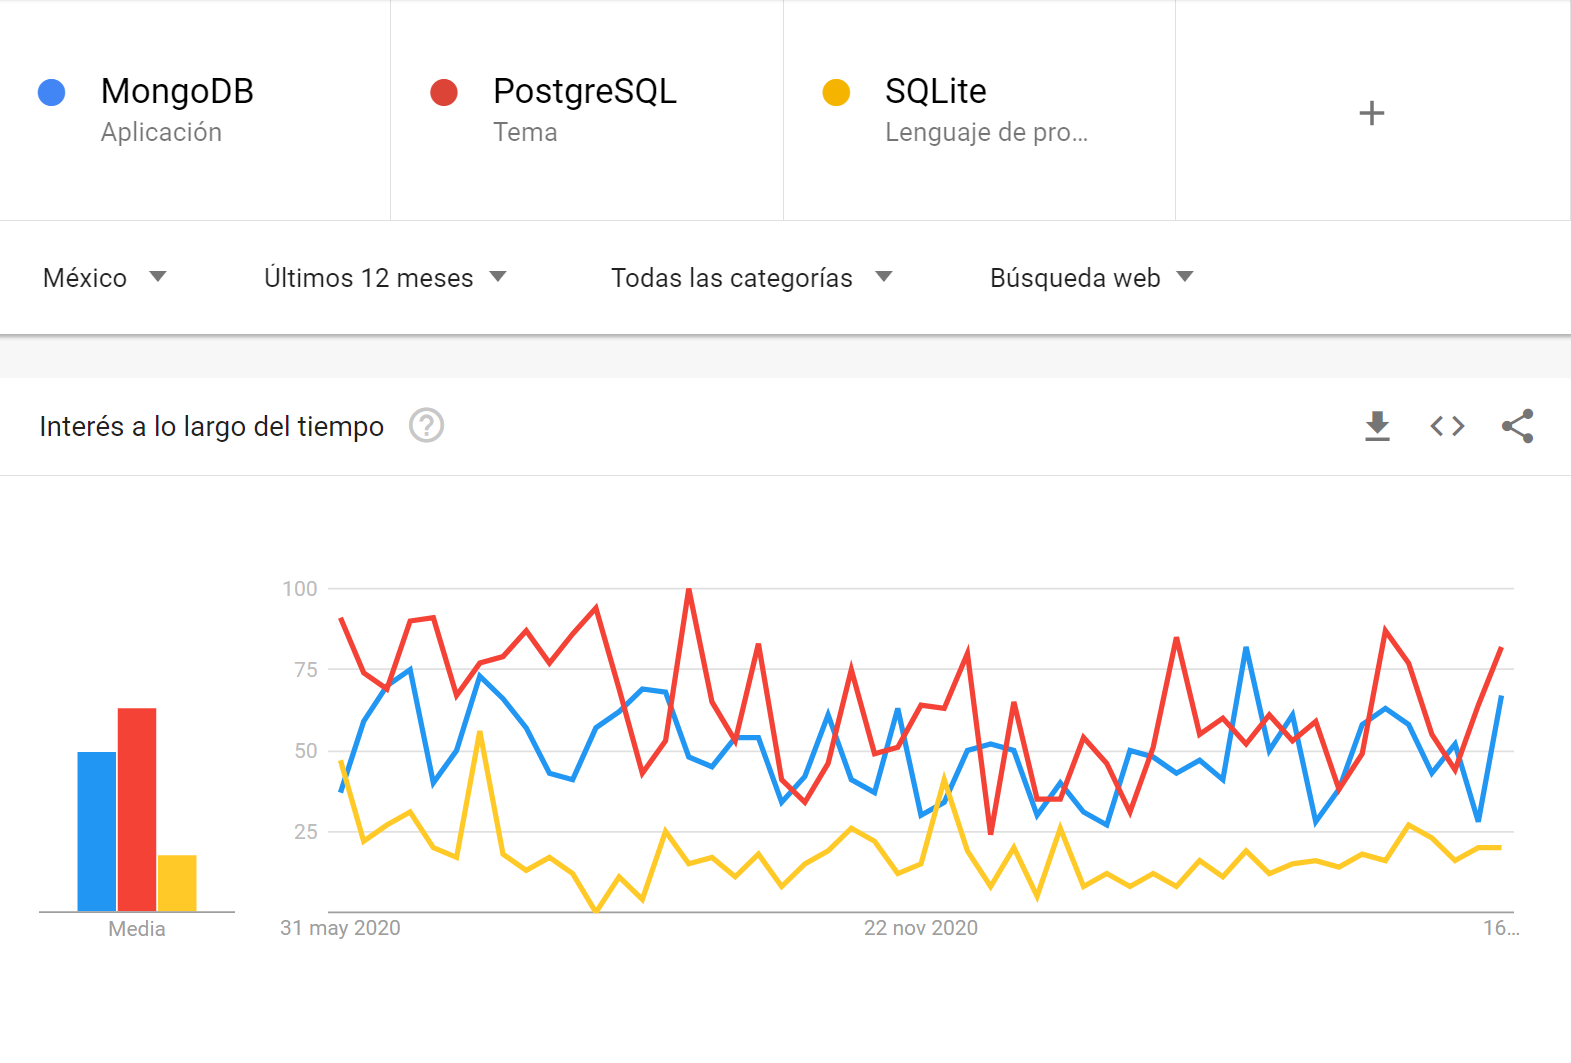 MongoDB
Aplicación
PostgreSQL
Tema
SQLite
Lenguaje de pro...
México
Últimos 12 meses
Todas las categorías
Búsqueda web
Interés a lo largo del tiempo
100
75
50
25
Media
31 may 2020
22 nov 2020
16...